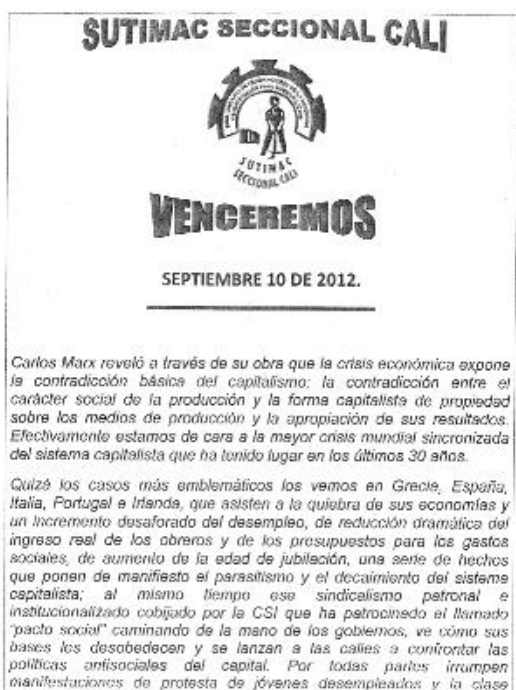 SUTIMAC SECCIONAL CALI
SUTIMAC
SECCIONAL CALI
VENCEREMOS
SEPTIEMBRE 10 DE 2012.
Carlos Marx reveló a través de su obra que la crisis económica expone
la contradicción básica del capitalismo: la contradicción entre el
carácter social de la producción y la forma capitalista de propiedad
sobre los medios de producción y la apropiación de sus resultados.
Efectivamente estamos de cara a la mayor crisis mundial sincronizada
del sistema capitalista que ha tenido lugar en los últimos 30 años.
Quizá los casos más emblemáticos los vemos en Grecia, España,
Italia, Portugal e Irlanda, que asisten a la quiebra de sus economías y
un incremento desaforado del desempleo, de reducción dramática del
ingreso real de los obreros y de los presupuestos para los gastos
sociales, de aumento de la edad de jubilación, una serie de hechos
que ponen de manifiesto el parasitismo y el decaimiento del sistema
capitalista; al mismo tiempo ese sindicalismo patronal e
institucionalizado cobijado por la CSI que ha patrocinado el llamado
"pacto social" caminando de la mano de los gobiernos, ve cómo sus
bases los desobedecen y se lanzan a las calles a confrontar las
políticas antisociales del capital. Por todas partes irrumpen
manifestaciones de protesta de jóvenes desempleados y la clase